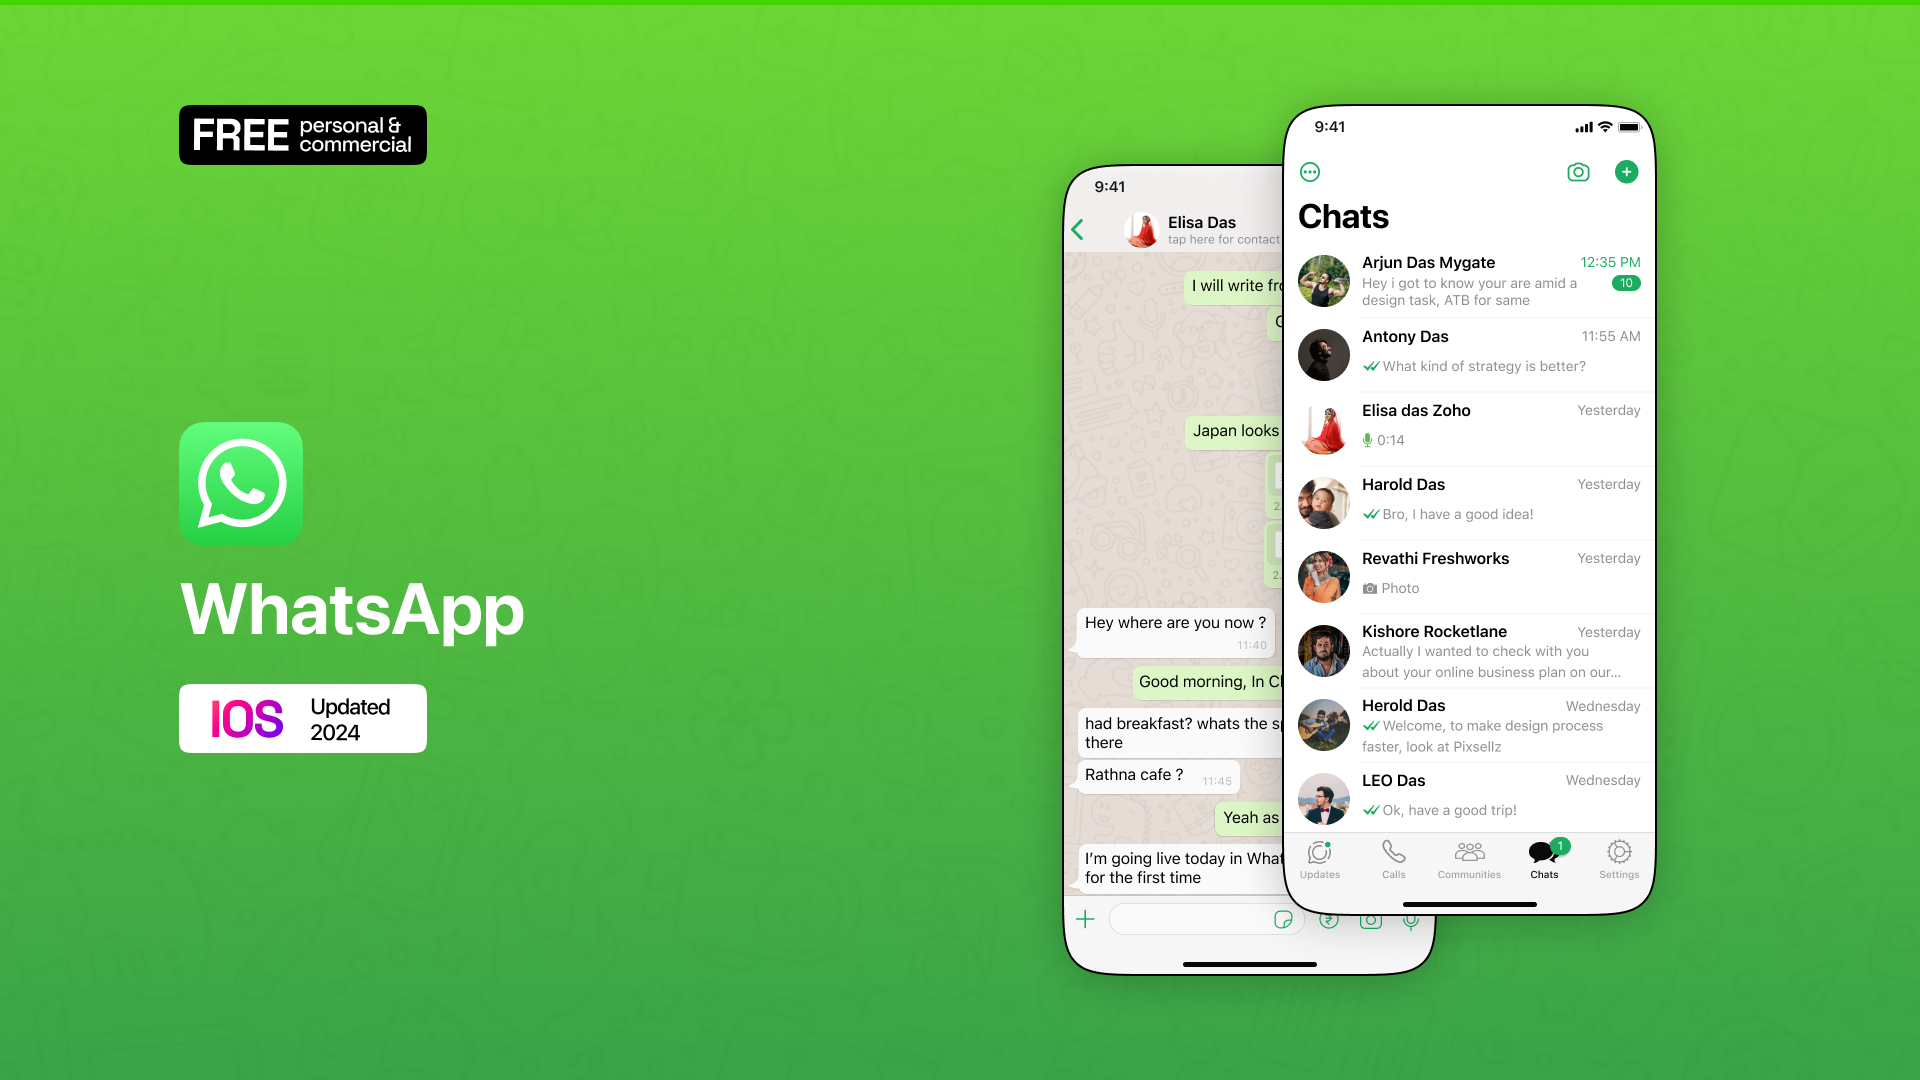 FREE personal &
commercial
WhatsApp
IOS Updated
2024
9:41
Elisa Das
tap here for contact
I will write
Japan looks
2.
2.
Hey where are you now ?
11:40
Good morning, In
had breakfast? whats the
there
Rathna cafe ? 11:45
Yeah as
I'm going live today in
for the first time
9:41
Chats
Arjun Das Mygate 12:35 PM
Hey i got to know your are amid a 10
design task, ATB for same
Antony Das 11:55 AM
What kind of strategy is better?
Elisa das Zoho Yesterday
0:14
Harold Das Yesterday
Bro, I have a good idea!
Revathi Freshworks Yesterday
Photo
Kishore Rocketlane Yesterday
Actually I wanted to check with you
about your online business plan on our...
Herold Das Wednesday
Welcome, to make design process
faster, look at Pixsellz
LEO Das Wednesday
Ok, have a good trip!
1
Updates Calls Communities Chats Settings